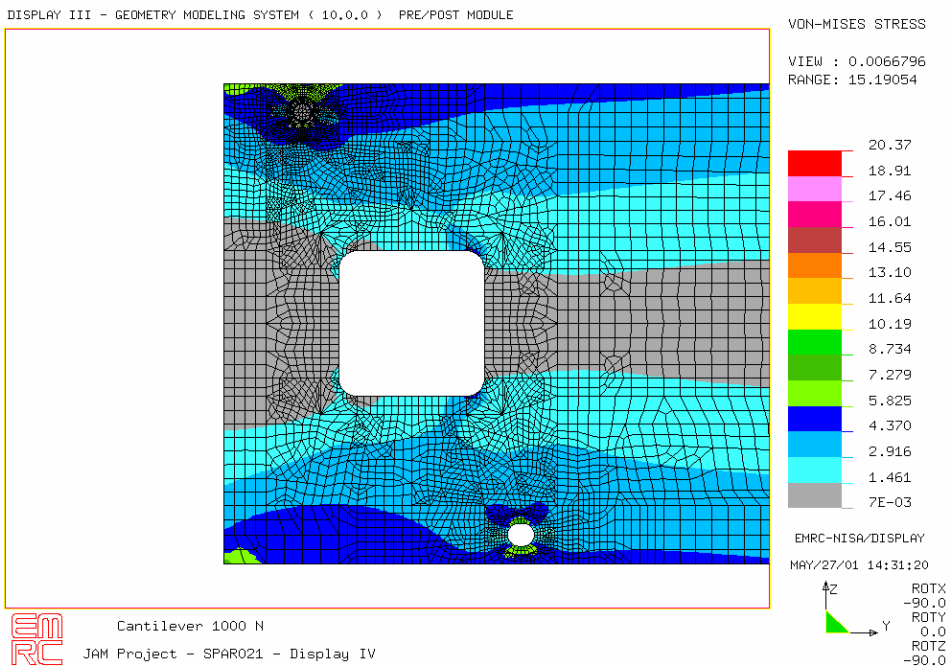 DISPLAY III - GEOMETRY MODELING SYSTEM ( 10.0.0 ) PRE/POST MODULE
VON-MISES STRESS
VIEW : 0.0066796
RANGE: 15.19054
20.37
18.91
17.46
16.01
14.55
13.10
11.64
10.19
8.734
7.279
5.825
4.370
2.916
1.461
7E-03
EMRC-NISA/DISPLAY
MAY/27/01 14:31:20
Z
Y
ROTX
-90.0
ROTY
0.0
ROTZ
-90.0
EM
RC
Cantilever 1000 N
JAM Project - SPARO21 - Display IV